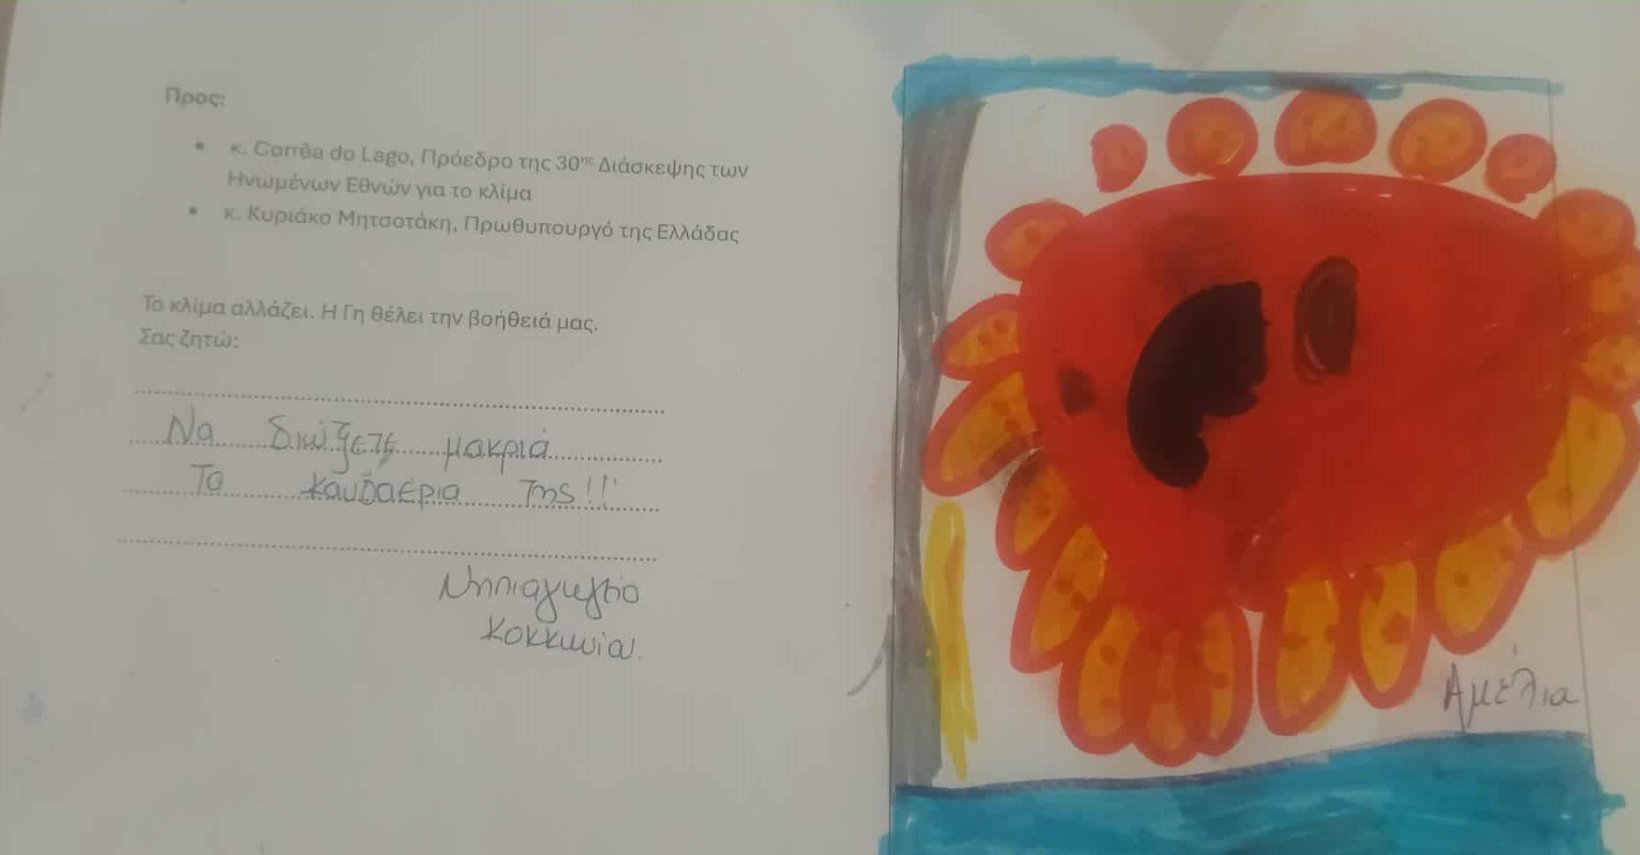 Προς:
• κ. Corrêa do Lago, Πρόεδρο της 30ης Διάσκεψης των
Ηνωμένων Εθνών για το κλίμα
• κ. Κυριάκο Μητσοτάκη, Πρωθυπουργό της Ελλάδας
Το κλίμα αλλάζει. Η Γη θέλει την βοήθειά μας.
Σας ζητώ:
Να διώξετε μακριά
Τα καυσαέρια της!!!
Νηπιαγωγείο
Κοκκωνίου.
Αμέλια